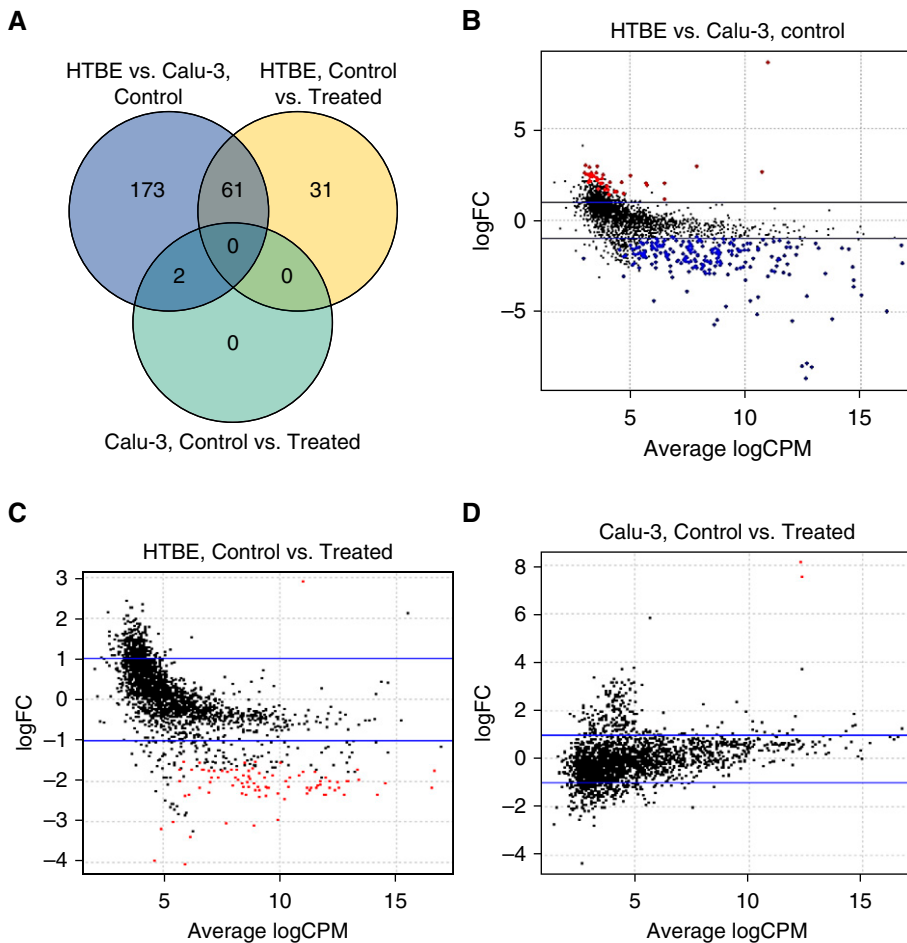 A
HTBE vs. Calu-3,
Control
HTBE, Control
vs. Treated
173
61
31
0
2
0
0
Calu-3, Control vs. Treated
B
HTBE vs. Calu-3, control
logFC
5
0
−5
5
10
15
Average logCPM
C
HTBE, Control vs. Treated
logFC
3
2
1
0
−1
−2
−3
−4
5
10
15
Average logCPM
D
Calu-3, Control vs. Treated
logFC
8
6
4
2
0
−2
−4
5
10
15
Average logCPM